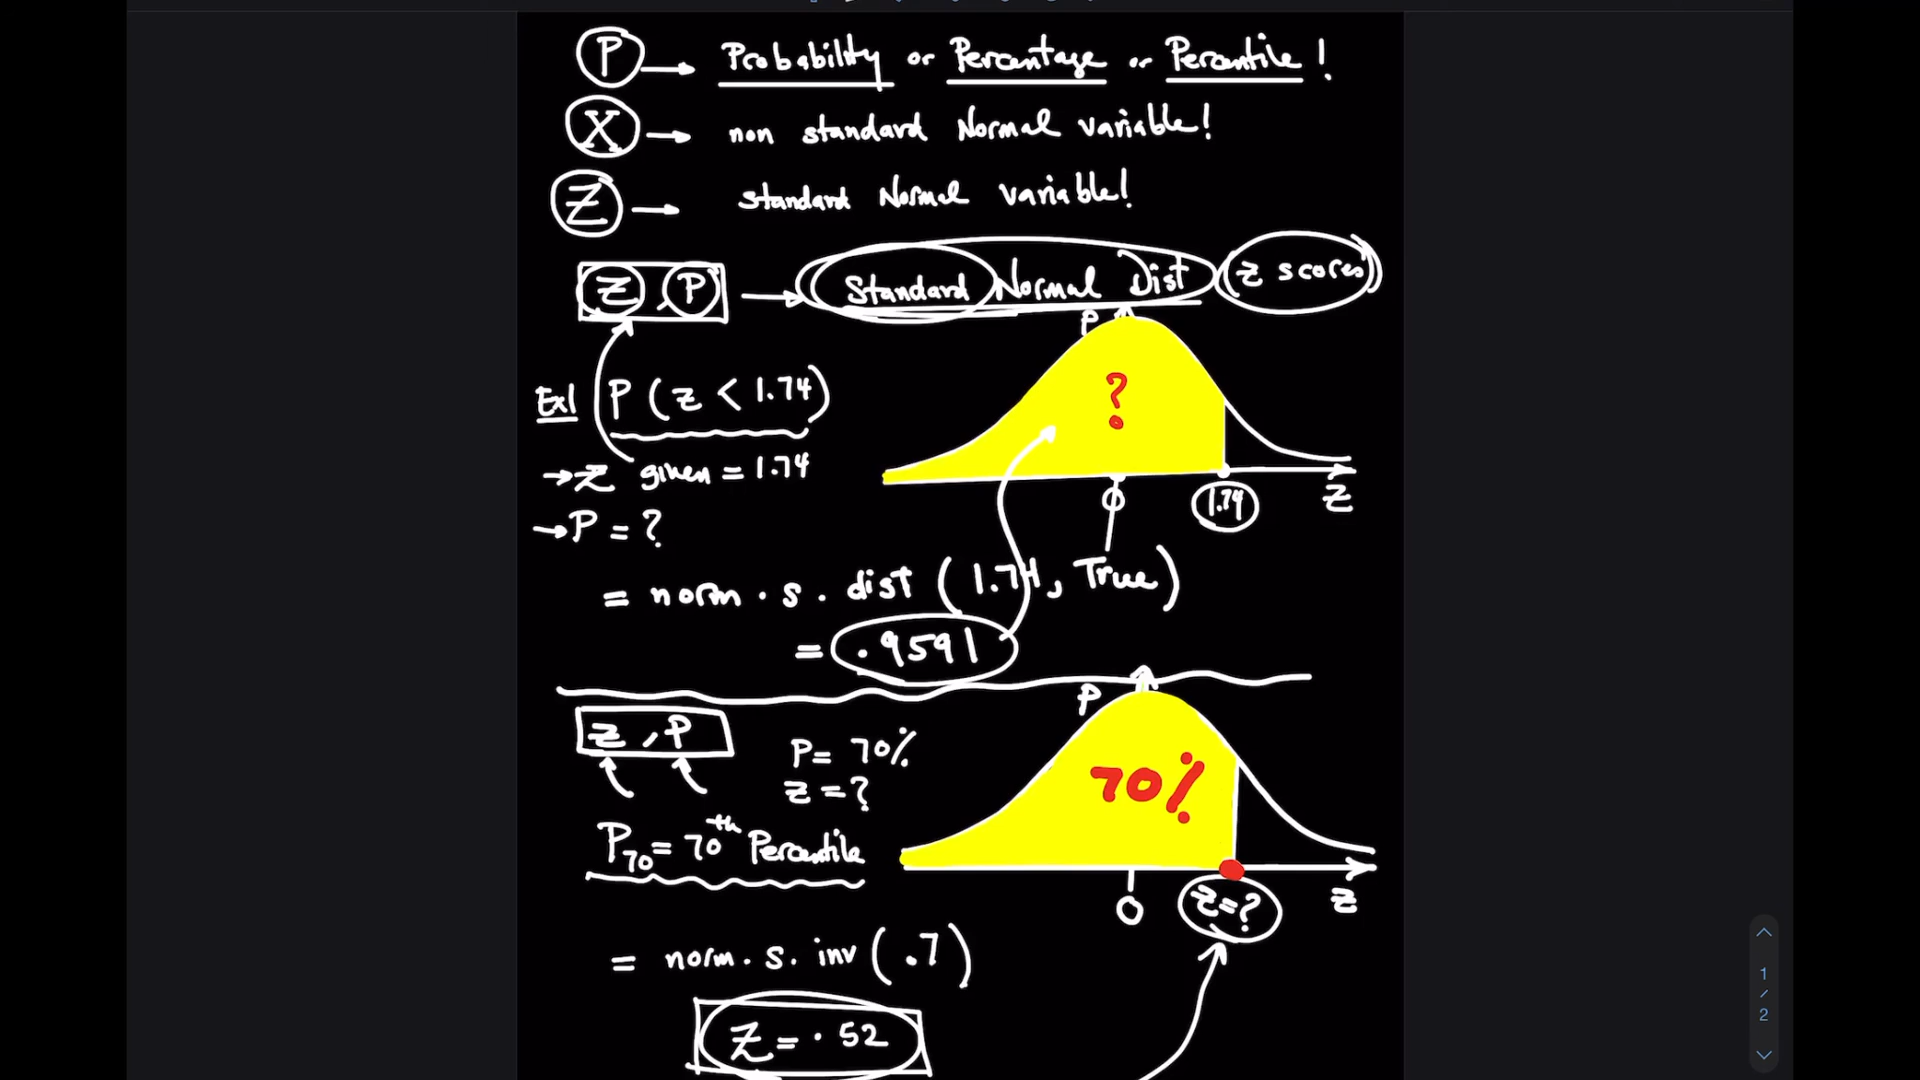 P → Probability or Percentage or Percentile!
X → non standard Normal variable!
Z → standard Normal variable!
Z, P → Standard Normal Dist (z scores)
P
?
0
1.74
Z
Ex1 P (z < 1.74)
→ Z given = 1.74
→ P = ?
= norm.s.dist (1.74, True)
= .9591
Z, P
P = 70%
Z = ?
P70 = 70th Percentile
P
70%
0
Z = ?
Z
= norm.s.inv (.7)
Z = .52
1
/
2